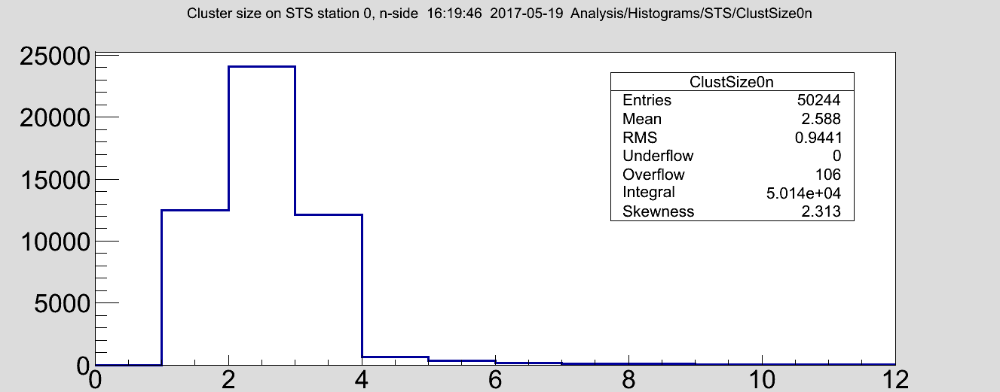 Cluster size on STS station 0, n-side  16:19:46  2017-05-19  Analysis/Histograms/STS/ClustSize0n
25000
20000
15000
10000
5000
0
0 2 4 6 8 10 12
ClustSize0n
Entries 50244
Mean 2.588
RMS 0.9441
Underflow 0
Overflow 106
Integral 5.014e+04
Skewness 2.313